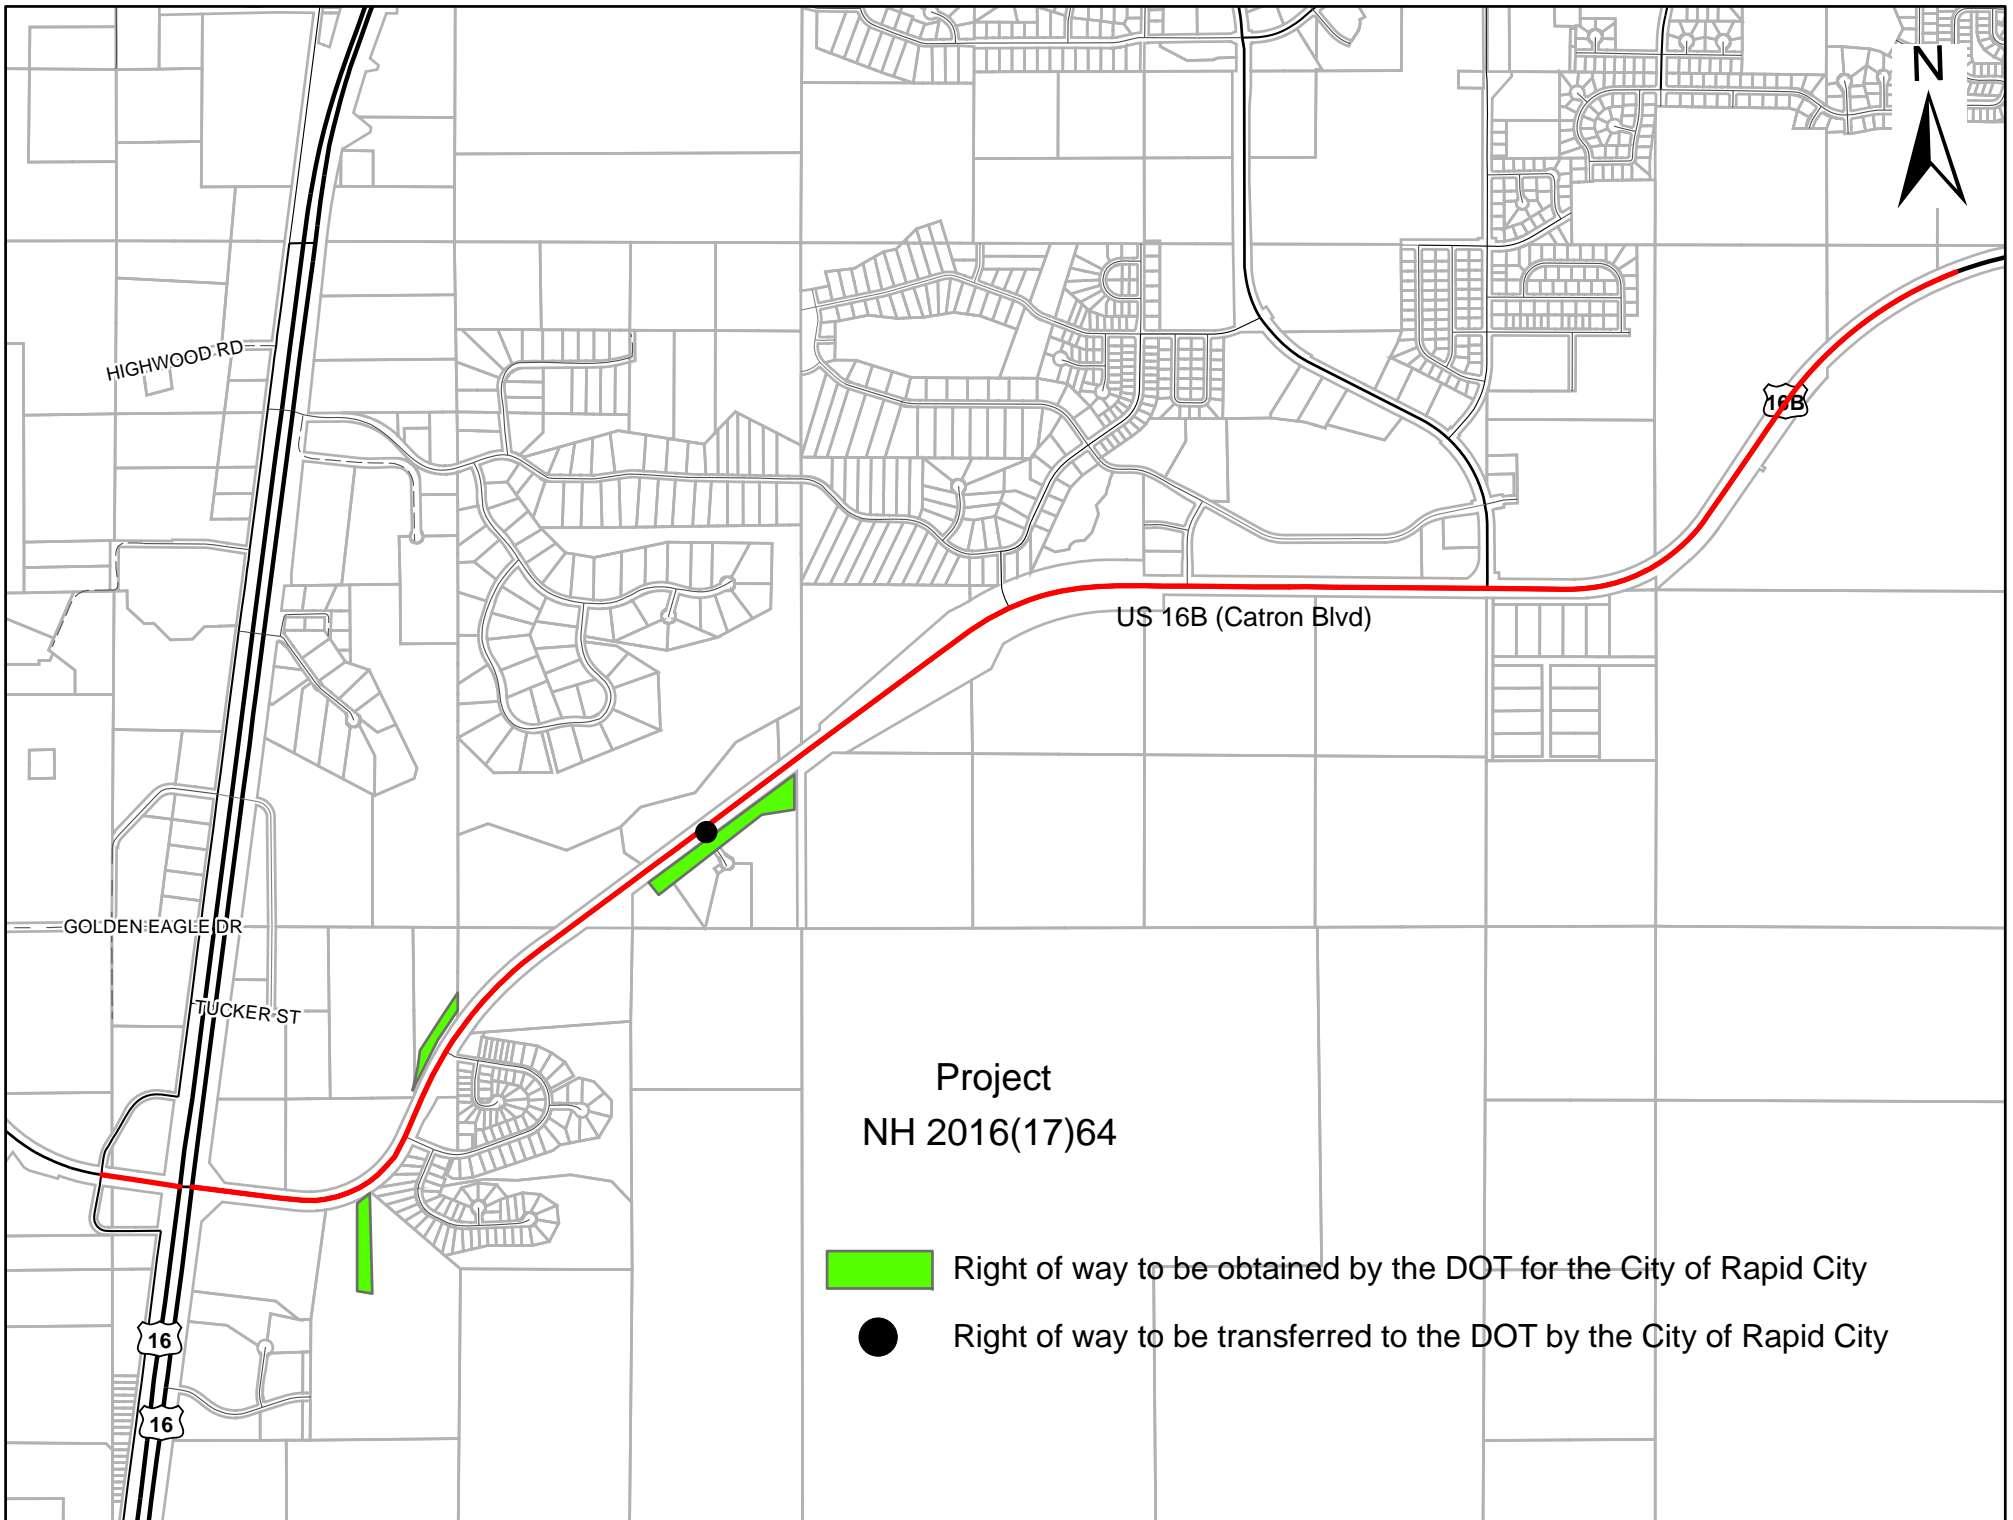 N
HIGHWOOD RD
16B
US 16B (Catron Blvd)
GOLDEN EAGLE DR
TUCKER ST
Project
NH 2016(17)64
Right of way to be obtained by the DOT for the City of Rapid City
Right of way to be transferred to the DOT by the City of Rapid City
16
16